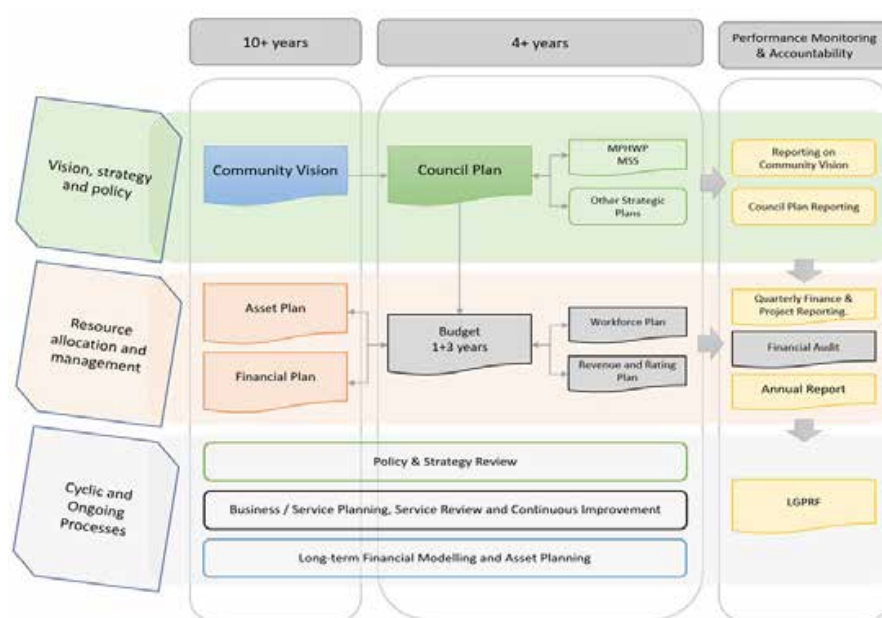 10+ years
4+ years
Performance Monitoring
& Accountability
Vision, strategy
and policy
Community Vision
Council Plan
MPHWP
MSS
Other Strategic
Plans
Reporting on
Community Vision
Council Plan Reporting
Resource
allocation and
management
Asset Plan
Financial Plan
Budget
1+3 years
Workforce Plan
Revenue and Rating
Plan
Quarterly Finance &
Project Reporting.
Financial Audit
Annual Report
Cyclic and
Ongoing
Processes
Policy & Strategy Review
Business / Service Planning, Service Review and Continuous Improvement
Long-term Financial Modelling and Asset Planning
LGPRF